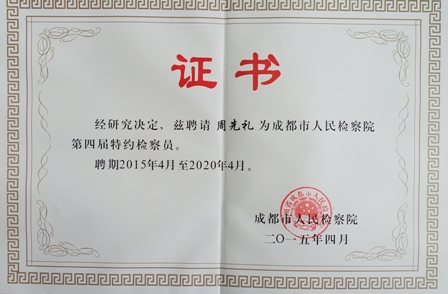 证书
经研究决定，兹聘请 周先礼 为成都市人民检察院
第四届特约检察员。
聘期2015年4月至2020年4月。
成都市人民检察院
二〇一五年四月